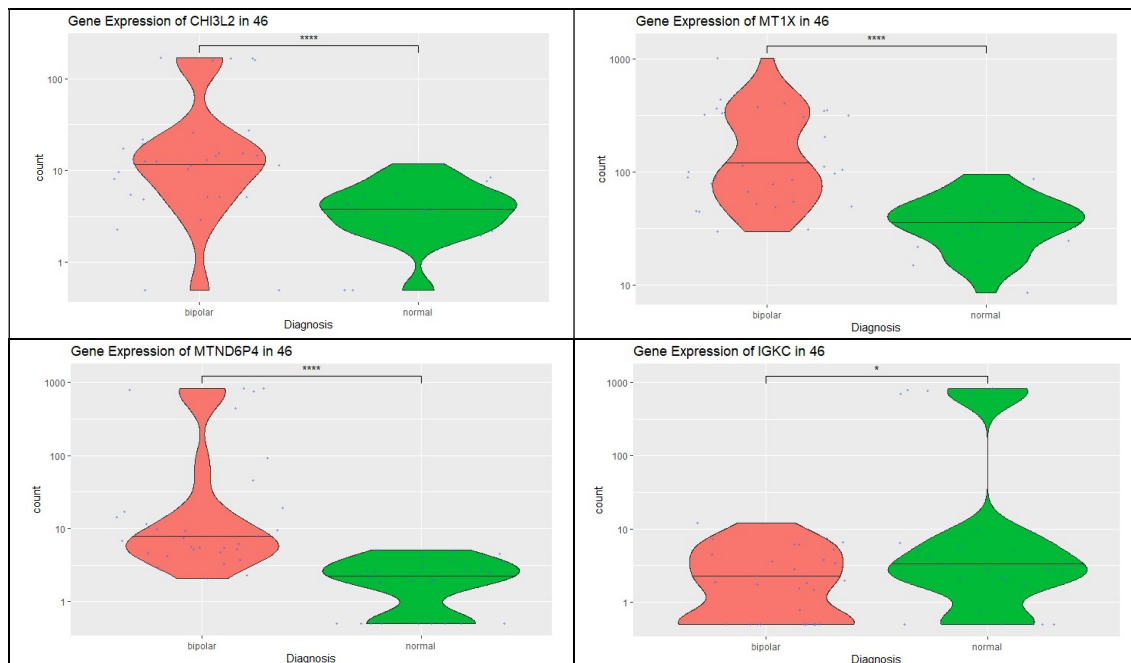 Gene Expression of CHI3L2 in 46
****
100
10
1
count
bipolar
normal
Diagnosis
Gene Expression of MT1X in 46
****
1000
100
10
count
bipolar
normal
Diagnosis
Gene Expression of MTND6P4 in 46
****
1000
100
10
1
count
bipolar
normal
Diagnosis
Gene Expression of IGKC in 46
*
1000
100
10
1
count
bipolar
normal
Diagnosis